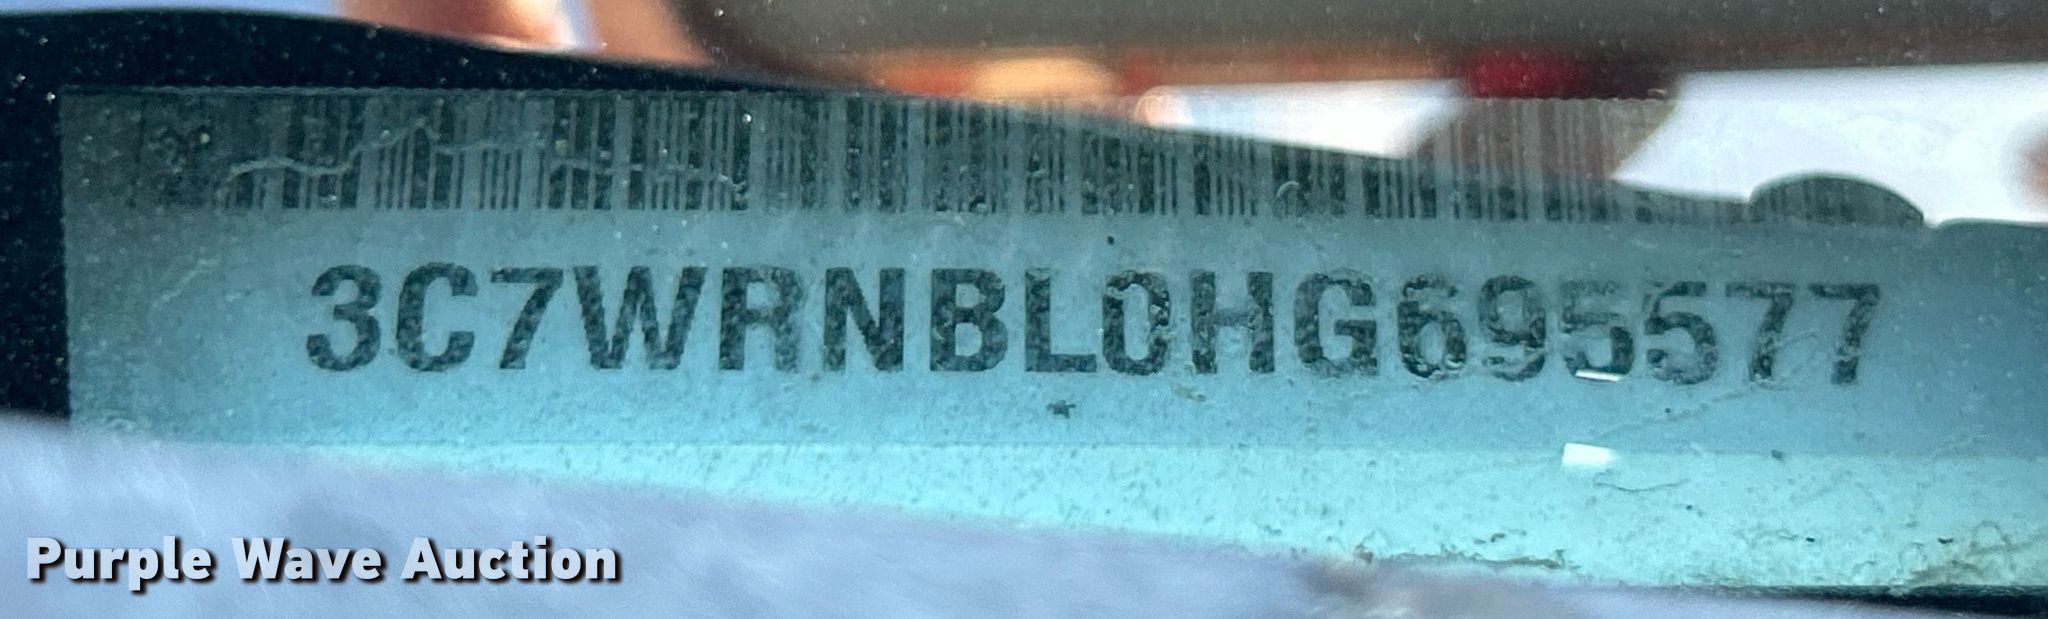 3C7WRNBL0HG695577
Purple Wave Auction